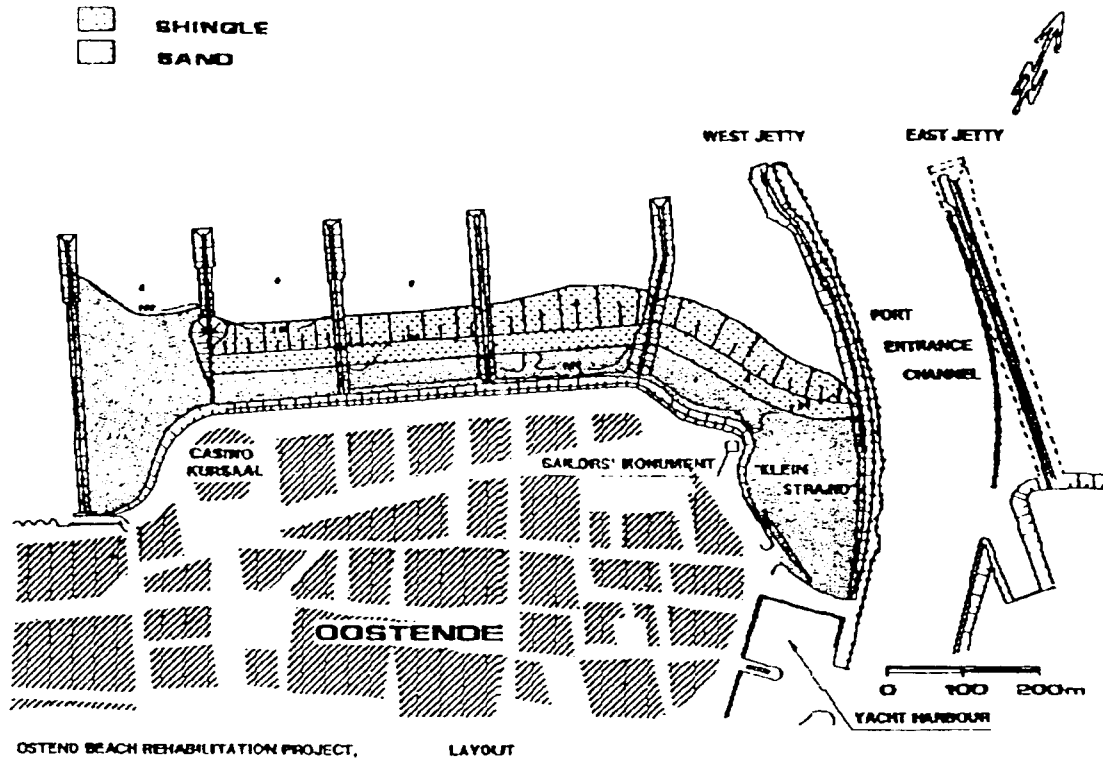 SHINGLE
SAND
WEST JETTY
EAST JETTY
PORT
ENTRANCE
CHANNEL
CASINO
KURSAAL
SAILORS' MONUMENT
"KLEIN
STRAND"
OOSTENDE
0 100 200m
YACHT HARBOUR
OSTEND BEACH REHABILITATION PROJECT, LAYOUT